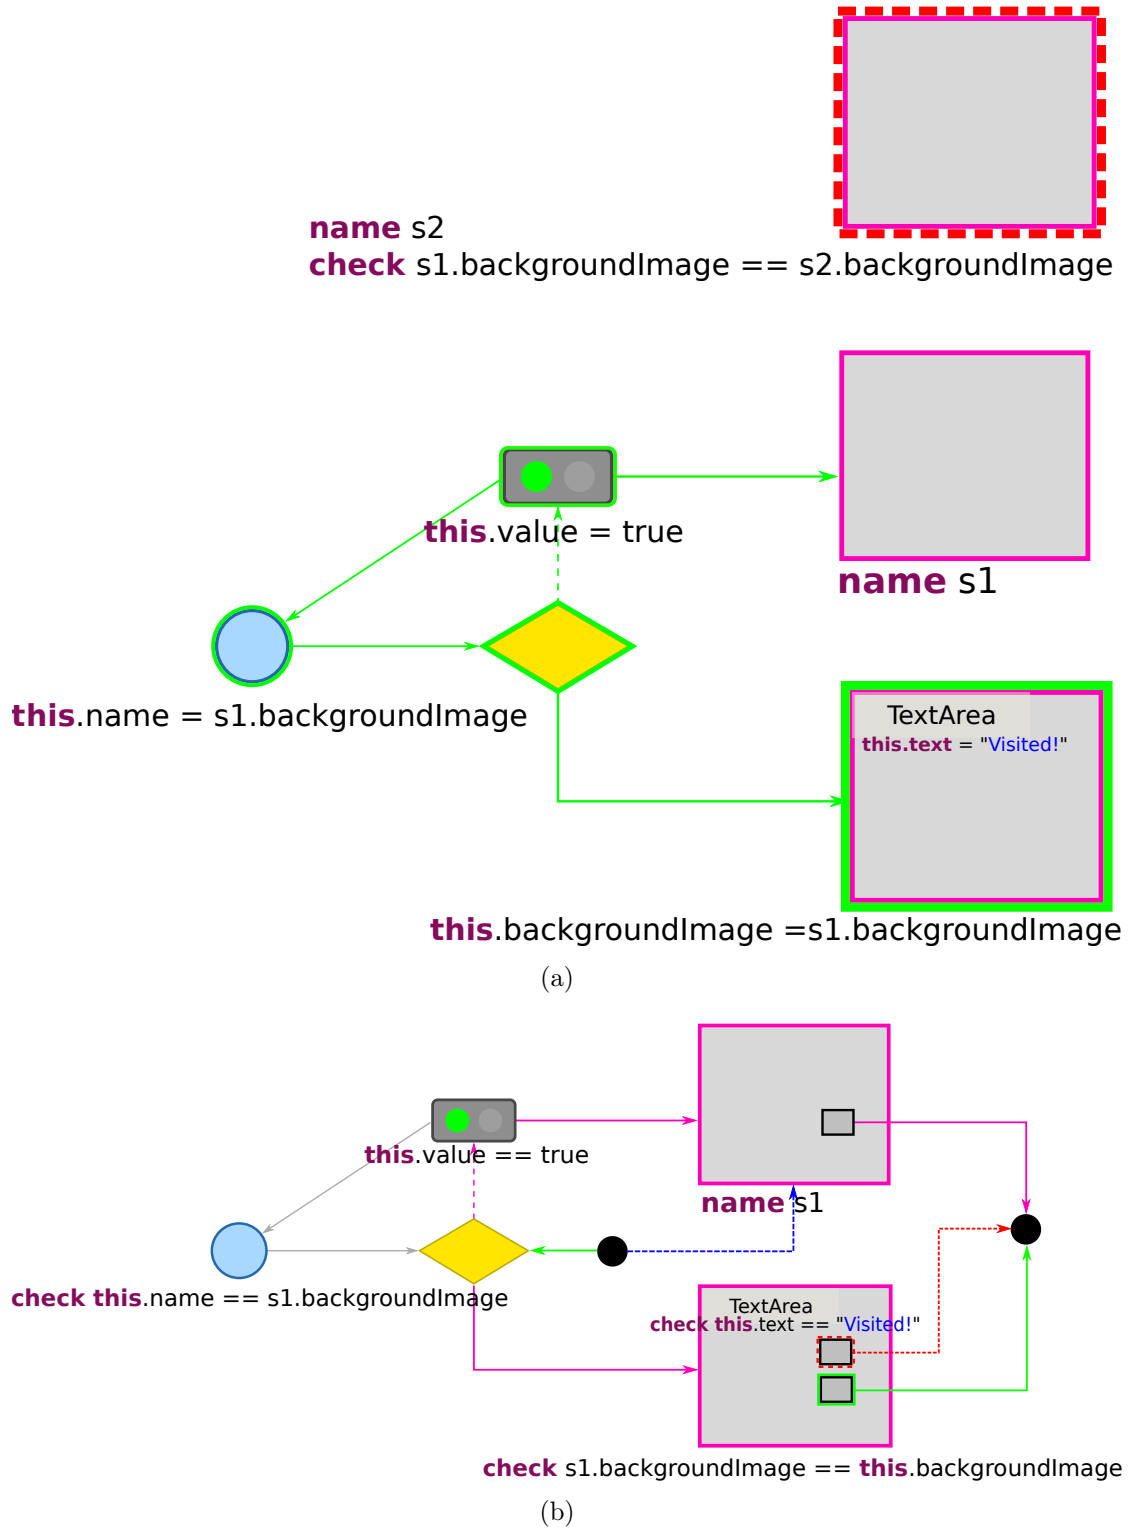 name s2
check s1.backgroundImage == s2.backgroundImage
this.value = true
name s1
this.name = s1.backgroundImage
TextArea
this.text = "Visited!"
this.backgroundImage =s1.backgroundImage
(a)
this.value == true
name s1
check this.name == s1.backgroundImage
TextArea
check this.text == "Visited!"
check s1.backgroundImage == this.backgroundImage
(b)